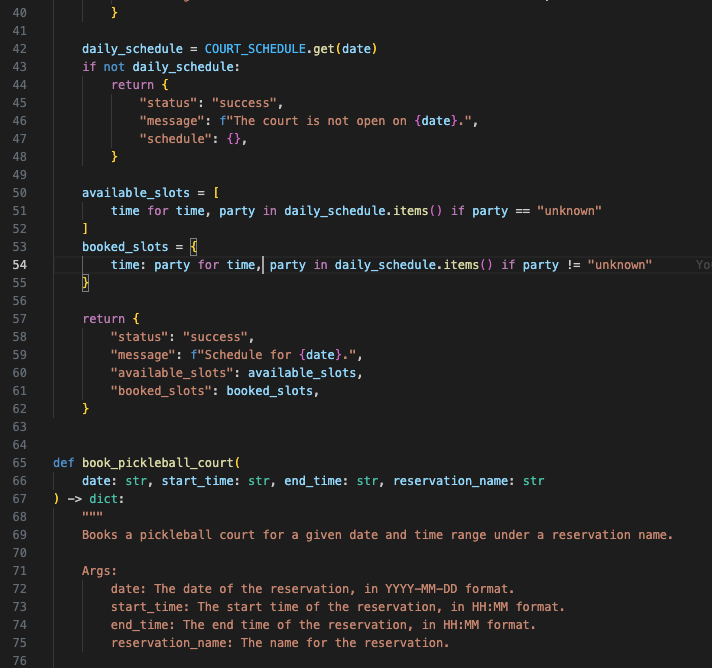 40 }
41
42 daily_schedule = COURT_SCHEDULE.get(date)
43 if not daily_schedule:
44 return {
45 "status": "success",
46 "message": f"The court is not open on {date}.",
47 "schedule": {},
48 }
49
50 available_slots = [
51 time for time, party in daily_schedule.items() if party == "unknown"
52 ]
53 booked_slots = {
54 time: party for time, party in daily_schedule.items() if party != "unknown"
55 }
56
57 return {
58 "status": "success",
59 "message": f"Schedule for {date}.",
60 "available_slots": available_slots,
61 "booked_slots": booked_slots,
62 }
63
64
65 def book_pickleball_court(
66 date: str, start_time: str, end_time: str, reservation_name: str
67 ) -> dict:
68 """
69 Books a pickleball court for a given date and time range under a reservation name.
70
71 Args:
72 date: The date of the reservation, in YYYY-MM-DD format.
73 start_time: The start time of the reservation, in HH:MM format.
74 end_time: The end time of the reservation, in HH:MM format.
75 reservation_name: The name for the reservation.
76